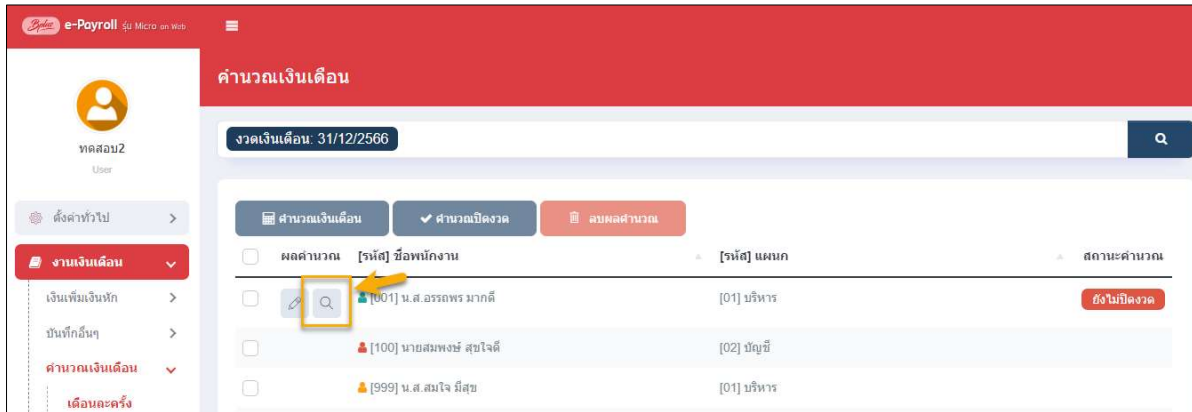 Bplus e-Payroll รุ่น Micro on Web
คำนวณเงินเดือน
งวดเงินเดือน: 31/12/2566
ทดสอบ2
User
ตั้งค่าทั่วไป
งานเงินเดือน
เงินเพิ่มเงินหัก
บันทึกอื่นๆ
คำนวณเงินเดือน
เดือนละครั้ง
คำนวณเงินเดือน คำนวณปิดงวด ลบผลคำนวณ
ผลคำนวณ [รหัส] ชื่อพนักงาน [รหัส] แผนก สถานะคำนวณ
[001] น.ส.อรรถพร มากดี [01] บริหาร ยังไม่ปิดงวด
[100] นายสมพงษ์ สุขใจดี [02] บัญชี
[999] น.ส.สมใจ มีสุข [01] บริหาร